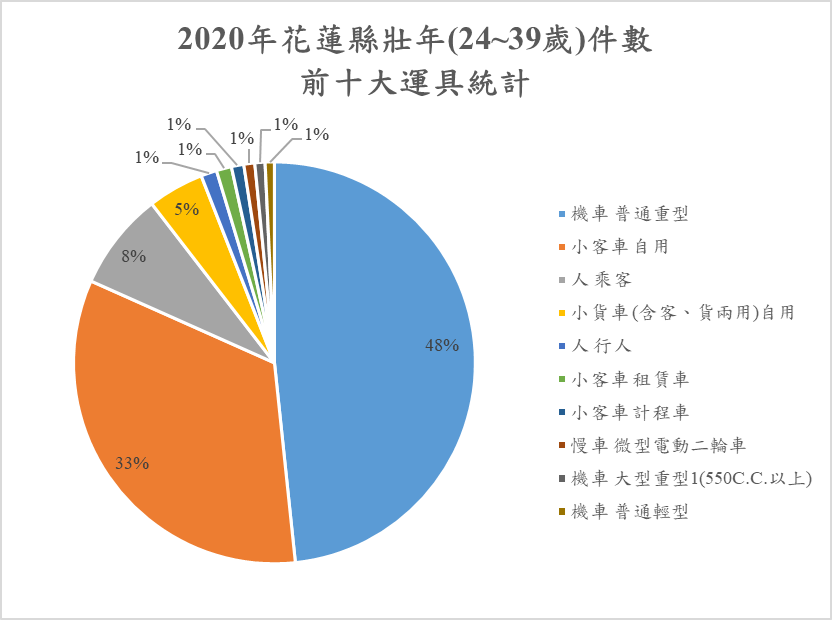 2020年花蓮縣壯年(24~39歲)件數
前十大運具統計
1%
1%
1%
1%
1%
1%
5%
8%
48%
33%
機車 普通重型
小客車 自用
人 乘客
小貨車(含客、貨兩用)自用
人 行人
小客車 租賃車
小客車 計程車
慢車 微型電動二輪車
機車 大型重型1(550C.C.以上)
機車 普通輕型